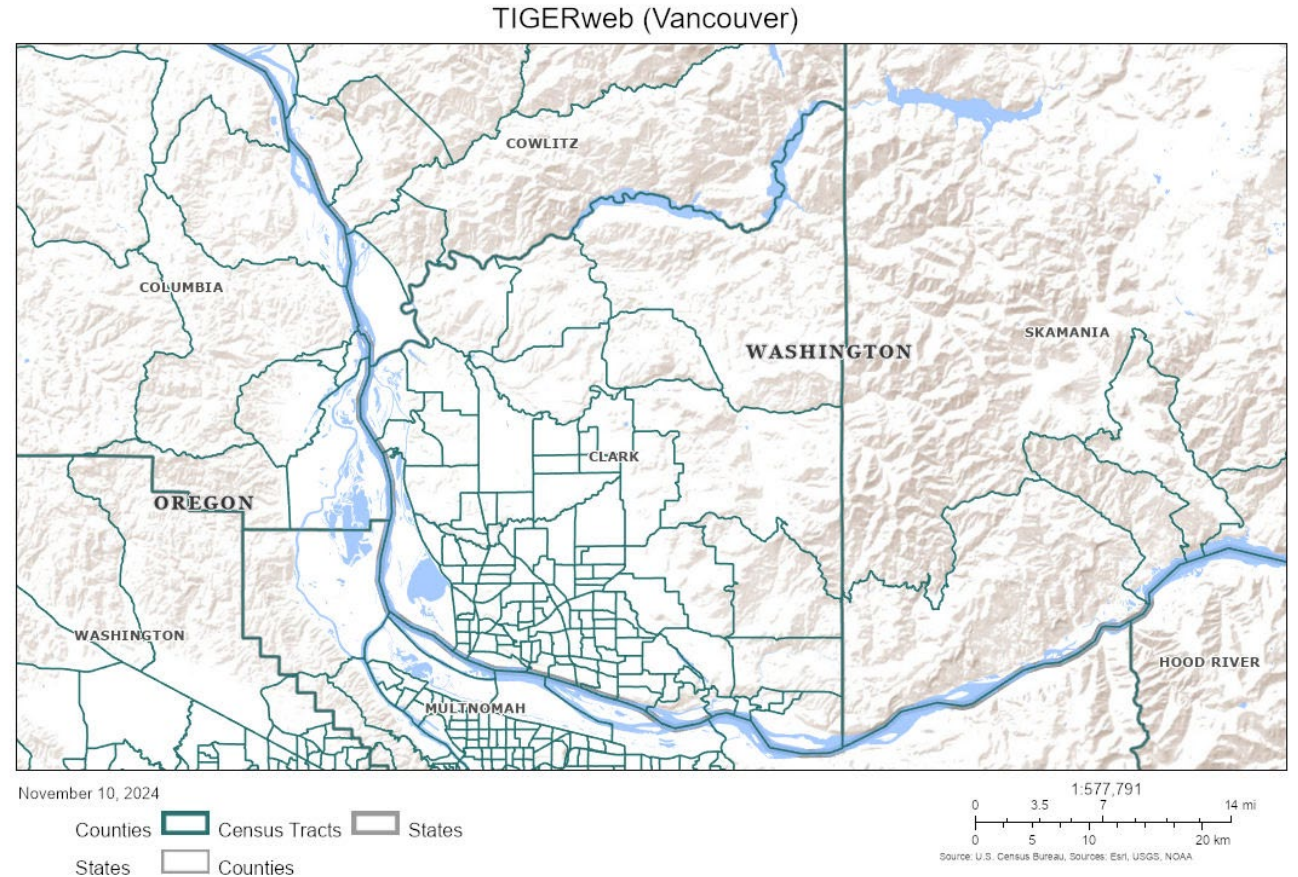 TIGERweb (Vancouver)
COWLITZ
COLUMBIA
SKAMANIA
WASHINGTON
CLARK
OREGON
WASHINGTON
HOOD RIVER
MULTNOMAH
November 10, 2024
1:577,791
0 3.5 7 14 mi
0 5 10 20 km
Counties Census Tracts States
States Counties
Source: U.S. Census Bureau, Sources: Esri, USGS, NOAA